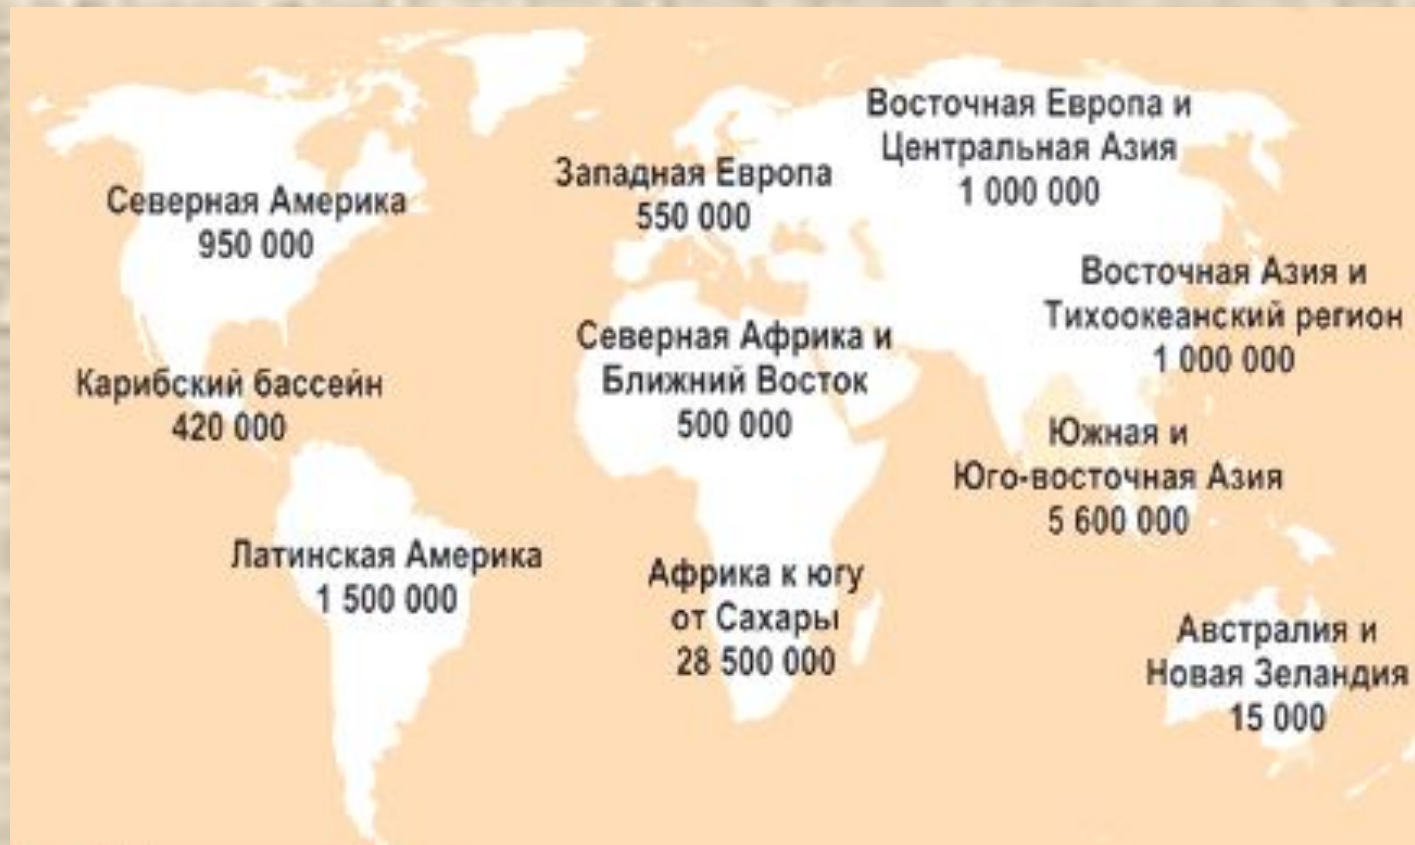 Восточная Европа и
Центральная Азия
1 000 000
Западная Европа
550 000
Северная Америка
950 000
Восточная Азия и
Тихоокеанский регион
1 000 000
Северная Африка и
Ближний Восток
500 000
Карибский бассейн
420 000
Южная и
Юго-восточная Азия
5 600 000
Латинская Америка
1 500 000
Африка к югу
от Сахары
28 500 000
Австралия и
Новая Зеландия
15 000